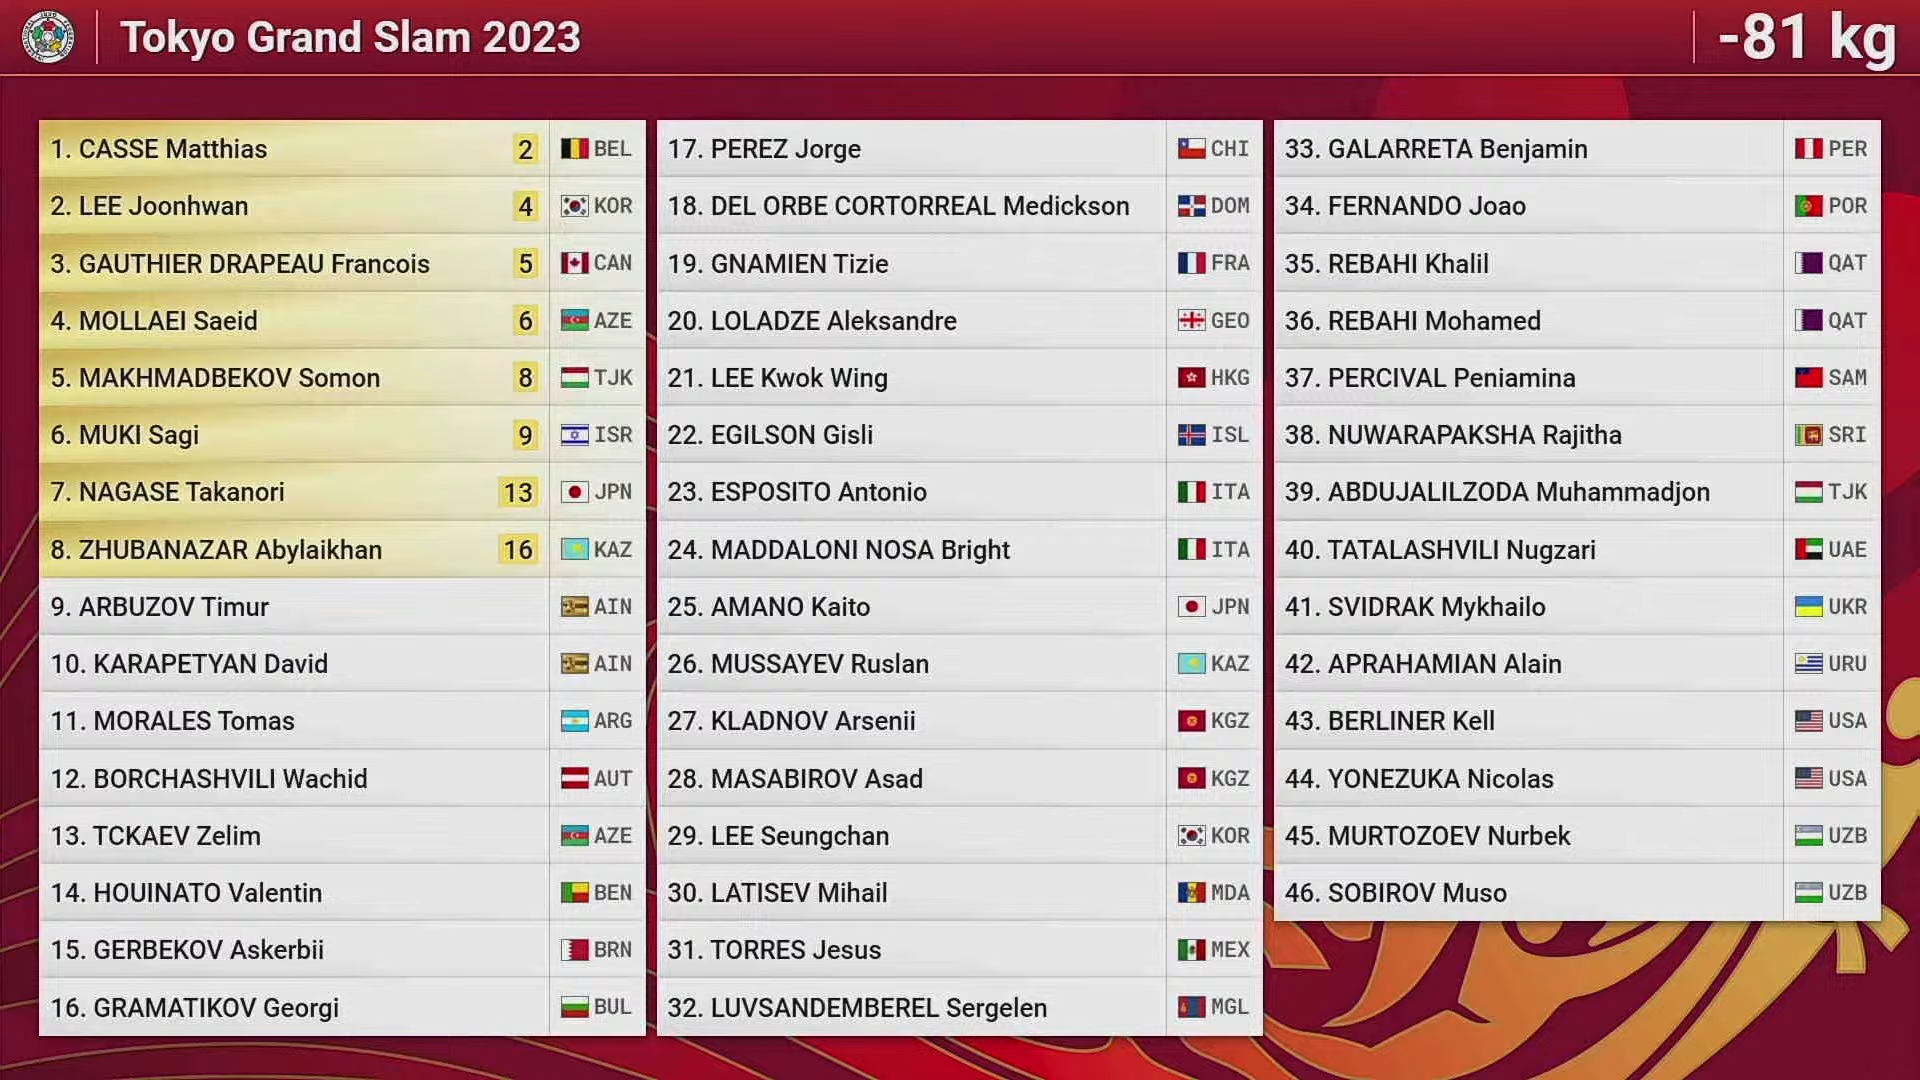 Tokyo Grand Slam 2023
-81 kg
1. CASSE Matthias 2 BEL
2. LEE Joonhwan 4 KOR
3. GAUTHIER DRAPEAU Francois 5 CAN
4. MOLLAEI Saeid 6 AZE
5. MAKHMADBEKOV Somon 8 TJK
6. MUKI Sagi 9 ISR
7. NAGASE Takanori 13 JPN
8. ZHUBANAZAR Abylaikhan 16 KAZ
9. ARBUZOV Timur AIN
10. KARAPETYAN David AIN
11. MORALES Tomas ARG
12. BORCHASHVILI Wachid AUT
13. TCKAEV Zelim AZE
14. HOUINATO Valentin BEN
15. GERBEKOV Askerbii BRN
16. GRAMATIKOV Georgi BUL
17. PEREZ Jorge CHI
18. DEL ORBE CORTORREAL Medickson DOM
19. GNAMIEN Tizie FRA
20. LOLADZE Aleksandre GEO
21. LEE Kwok Wing HKG
22. EGILSON Gisli ISL
23. ESPOSITO Antonio ITA
24. MADDALONI NOSA Bright ITA
25. AMANO Kaito JPN
26. MUSSAYEV Ruslan KAZ
27. KLADNOV Arsenii KGZ
28. MASABIROV Asad KGZ
29. LEE Seungchan KOR
30. LATISEV Mihail MDA
31. TORRES Jesus MEX
32. LUVSANDEMBEREL Sergelen MGL
33. GALARRETA Benjamin PER
34. FERNANDO Joao POR
35. REBAHI Khalil QAT
36. REBAHI Mohamed QAT
37. PERCIVAL Peniamina SAM
38. NUWARAPAKSHA Rajitha SRI
39. ABDUJALILZODA Muhammadjon TJK
40. TATALASHVILI Nugzari UAE
41. SVIDRAK Mykhailo UKR
42. APRAHAMIAN Alain URU
43. BERLINER Kell USA
44. YONEZUKA Nicolas USA
45. MURTOZOEV Nurbek UZB
46. SOBIROV Muso UZB